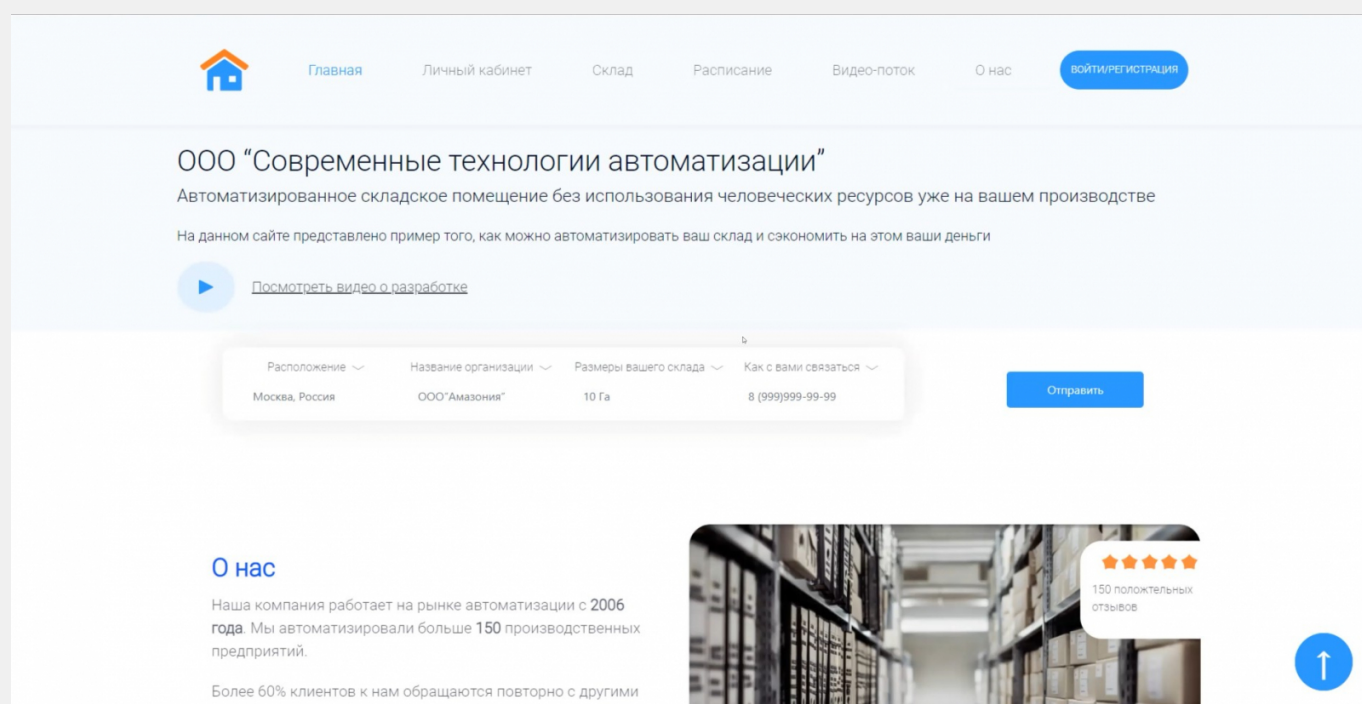 Главная Личный кабинет Склад Расписание Видео-поток О нас ВОЙТИ/РЕГИСТРАЦИЯ
ООО “Современные технологии автоматизации”
Автоматизированное складское помещение без использования человеческих ресурсов уже на вашем производстве
На данном сайте представлено пример того, как можно автоматизировать ваш склад и сэкономить на этом ваши деньги
Посмотреть видео о разработке
Расположение Название организации Размеры вашего склада Как с вами связаться
Москва, Россия ООО"Амазония" 10 Га 8 (999)999-99-99
Отправить
О нас
Наша компания работает на рынке автоматизации с 2006
года. Мы автоматизировали больше 150 производственных
предприятий.
Более 60% клиентов к нам обращаются повторно с другими
150 положтельных
отзывов